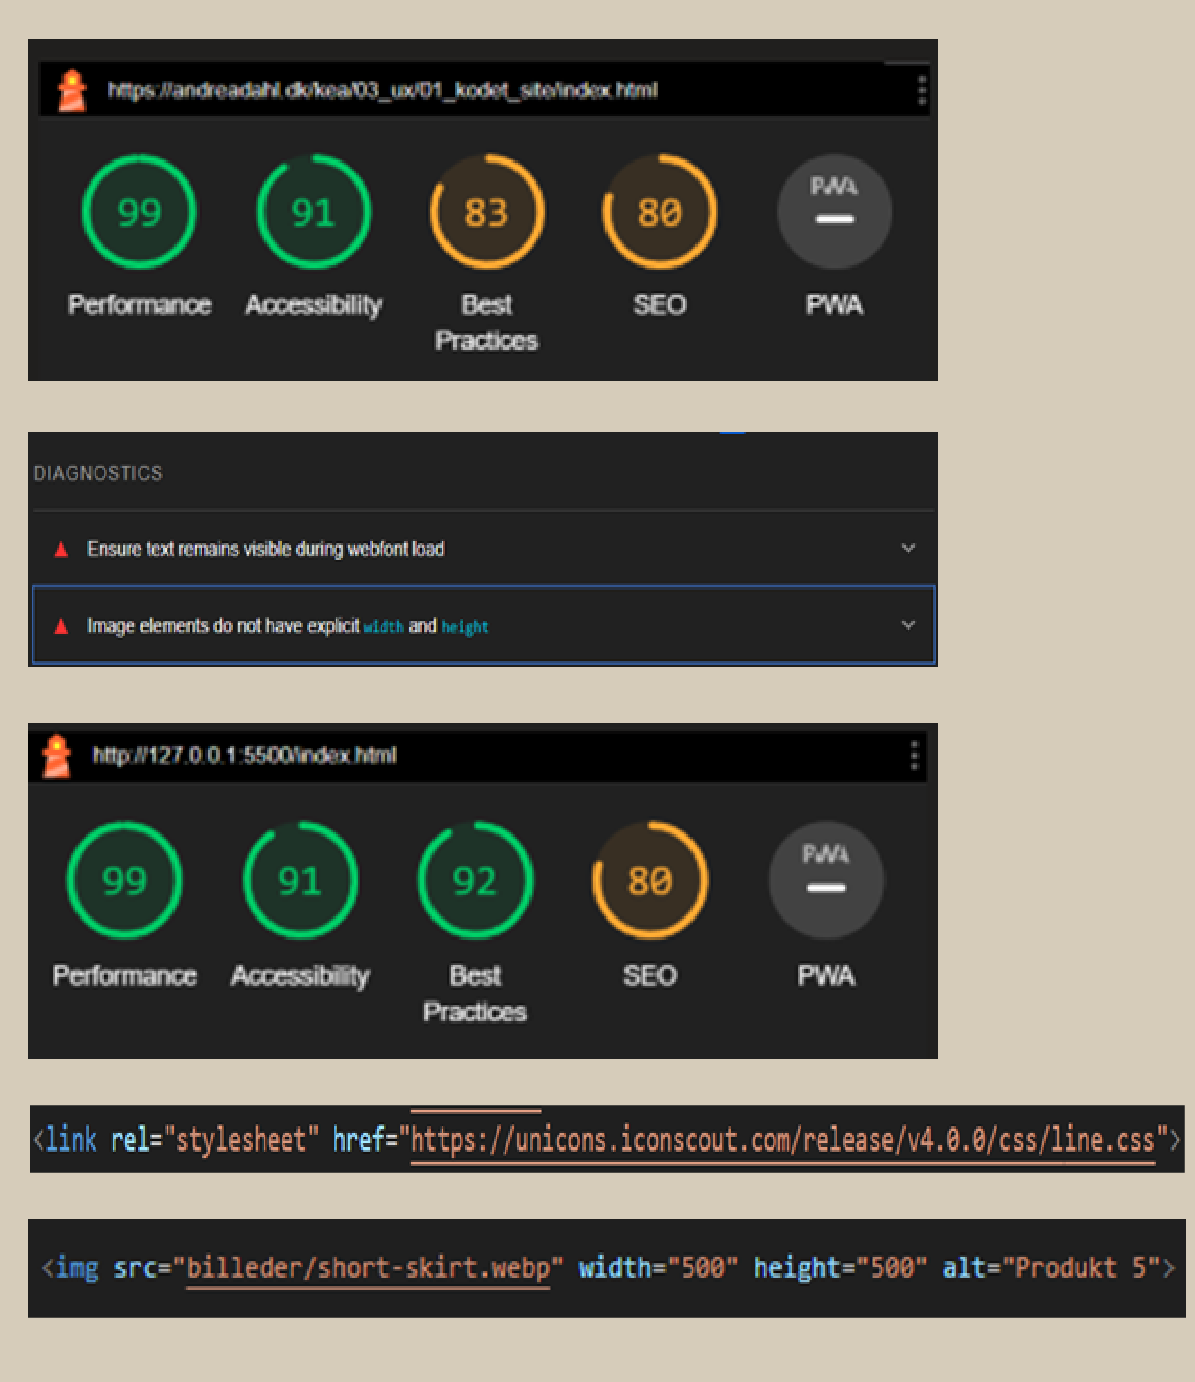 https://andreadahl.dk/kea/03_ux/01_kodet_site/index.html
99 91 83 80 PWA
Performance Accessibility Best Practices SEO PWA
DIAGNOSTICS
Ensure text remains visible during webfont load
Image elements do not have explicit width and height
http://127.0.0.1:5500/index.html
99 91 92 80 PWA
Performance Accessibility Best Practices SEO PWA
<link rel="stylesheet" href="https://unicons.iconscout.com/release/v4.0.0/css/line.css">
<img src="billeder/short-skirt.webp" width="500" height="500" alt="Produkt 5">